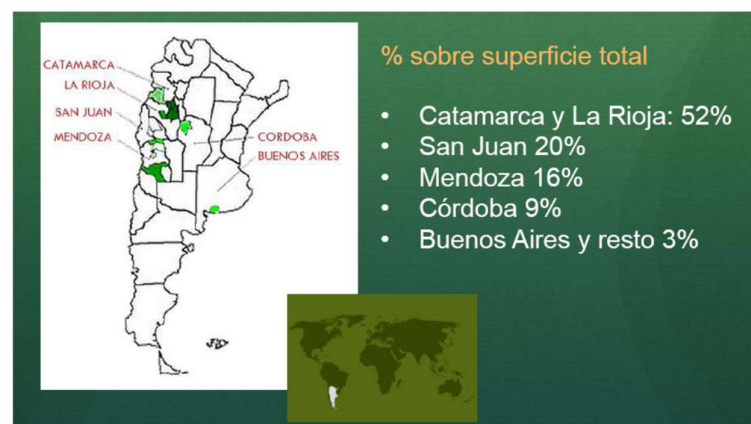 CATAMARCA
LA RIOJA
SAN JUAN
MENDOZA
CORDOBA
BUENOS AIRES
% sobre superficie total
• Catamarca y La Rioja: 52%
• San Juan 20%
• Mendoza 16%
• Córdoba 9%
• Buenos Aires y resto 3%